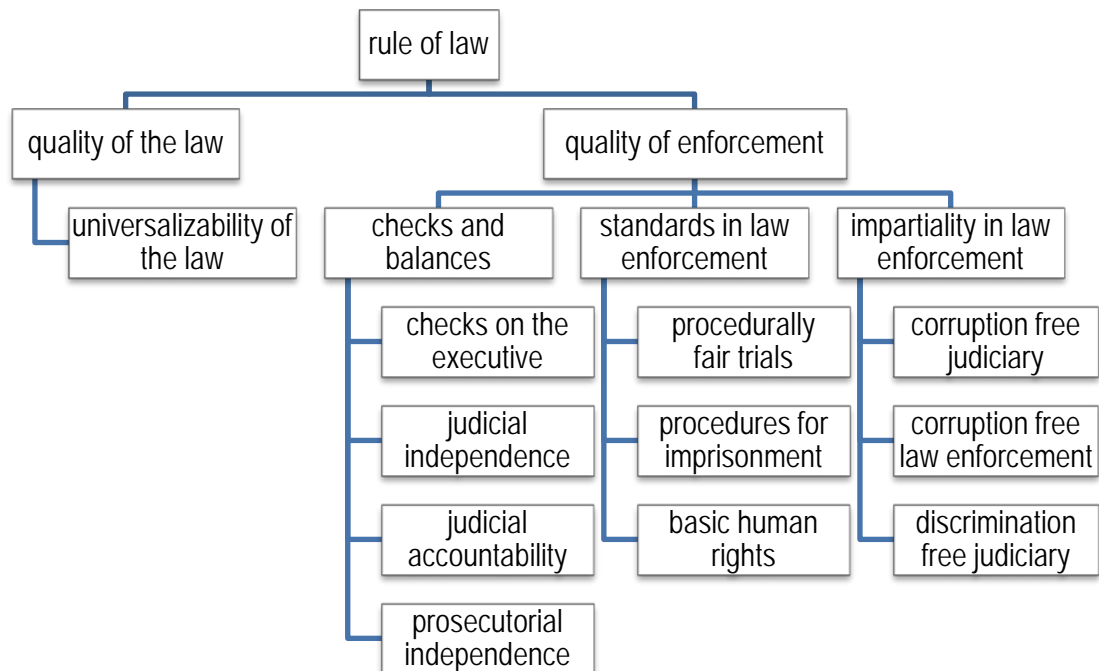 rule of law
quality of the law
quality of enforcement
universalizability of
the law
checks and
balances
standards in law
enforcement
impartiality in law
enforcement
checks on the
executive
procedurally
fair trials
corruption free
judiciary
judicial
independence
procedures for
imprisonment
corruption free
law enforcement
judicial
accountability
basic human
rights
discrimination
free judiciary
prosecutorial
independence